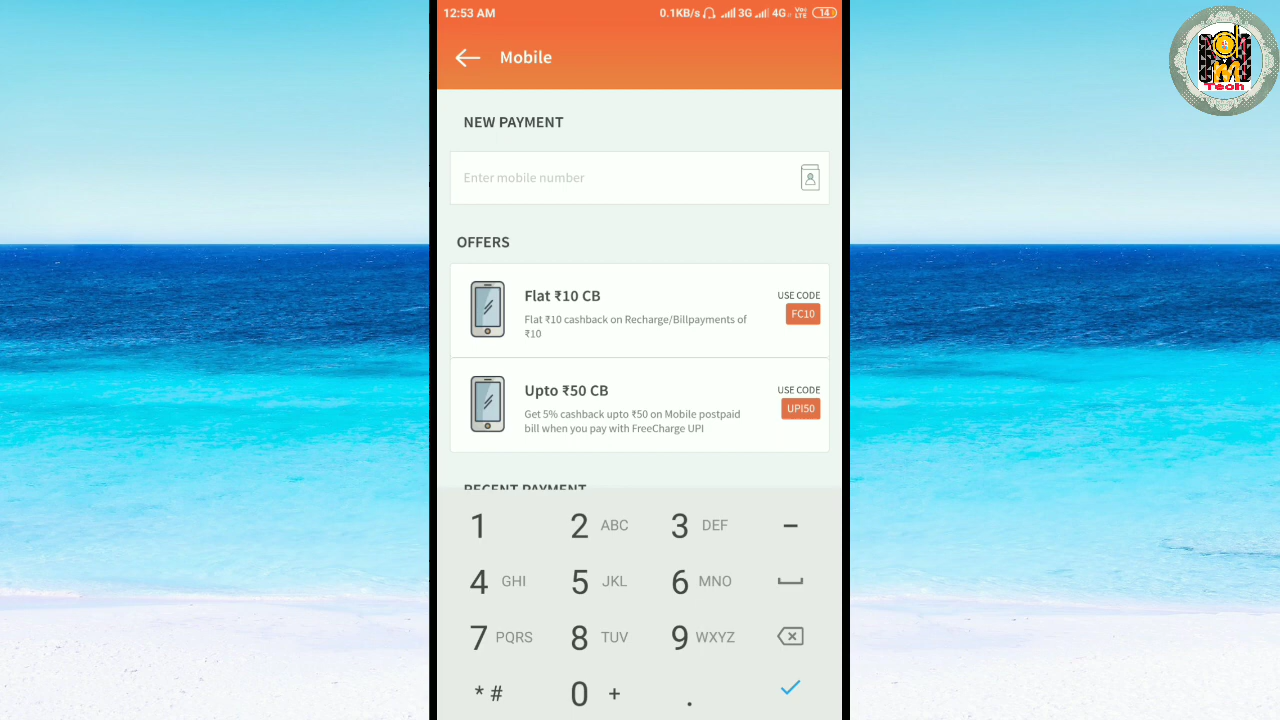 12:53 AM 0.1KB/s 3G 4G Vo) LTE 14
Mobile
NEW PAYMENT
Enter mobile number
OFFERS
Flat ₹10 CB
USE CODE
FC10
Flat ₹10 cashback on Recharge/Billpayments of
₹10
Upto ₹50 CB
USE CODE
UPI50
Get 5% cashback upto ₹50 on Mobile postpaid
bill when you pay with FreeCharge UPI
RECENT PAYMENT
1 2 ABC 3 DEF –
4 GHI 5 JKL 6 MNO
7 PQRS 8 TUV 9 WXYZ
* # 0 + .
Tech